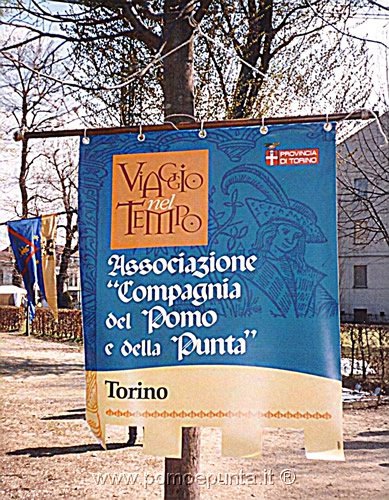 VIAGGIO
nel
TEMPO
PROVINCIA
DI TORINO
Associazione
"Compagnia
del Pomo
e della Punta"
Torino
www.pomoepunta.it ®